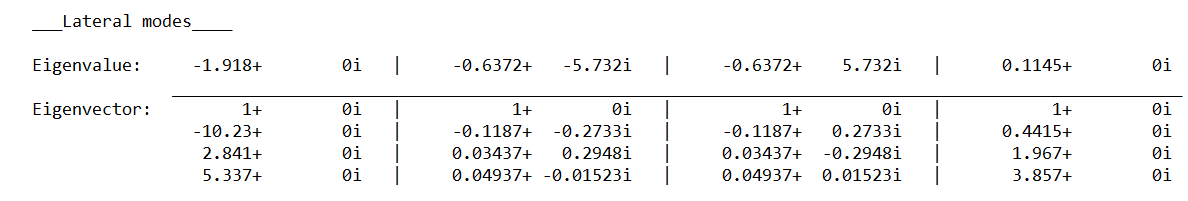 ___Lateral modes____
Eigenvalue:     -1.918+        0i   |     -0.6372+   -5.732i   |     -0.6372+    5.732i   |      0.1145+        0i
Eigenvector:         1+        0i   |           1+        0i   |           1+        0i   |           1+        0i
                -10.23+        0i   |     -0.1187+  -0.2733i   |     -0.1187+   0.2733i   |      0.4415+        0i
                 2.841+        0i   |     0.03437+   0.2948i   |     0.03437+  -0.2948i   |       1.967+        0i
                 5.337+        0i   |     0.04937+ -0.01523i   |     0.04937+  0.01523i   |       3.857+        0i